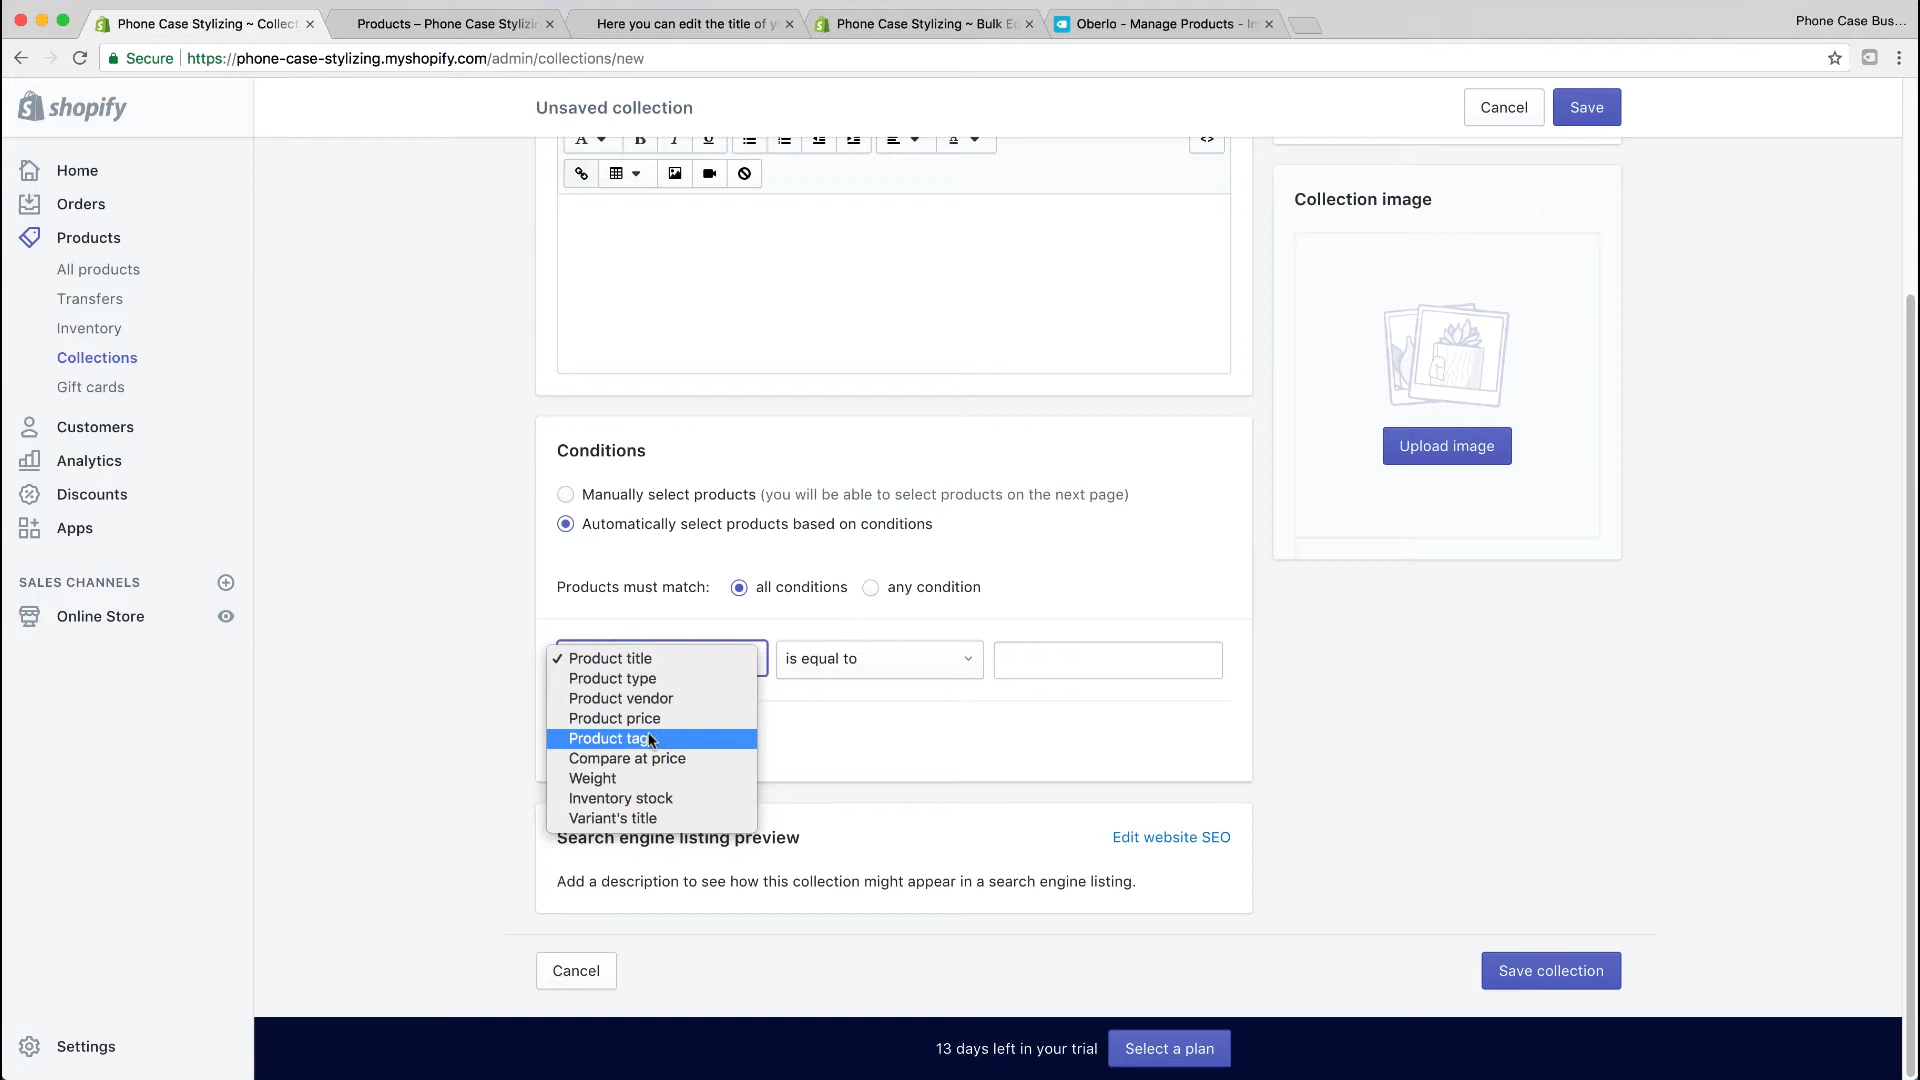 Phone Case Stylizing ~ Collect
Products – Phone Case Stylizin
Here you can edit the title of y
Phone Case Stylizing ~ Bulk Ed
Oberlo - Manage Products - Im
Phone Case Bus...
Secure
https://phone-case-stylizing.myshopify.com/admin/collections/new
shopify
Unsaved collection
Cancel
Save
Home
Orders
Products
All products
Transfers
Inventory
Collections
Gift cards
Customers
Analytics
Discounts
Apps
SALES CHANNELS
Online Store
Settings
A
B
I
U
A
<>
Collection image
Upload image
Conditions
Manually select products (you will be able to select products on the next page)
Automatically select products based on conditions
Products must match:
all conditions
any condition
✓ Product title
Product type
Product vendor
Product price
Product tag
Compare at price
Weight
Inventory stock
Variant's title
is equal to
Search engine listing preview
Edit website SEO
Add a description to see how this collection might appear in a search engine listing.
Cancel
Save collection
13 days left in your trial
Select a plan